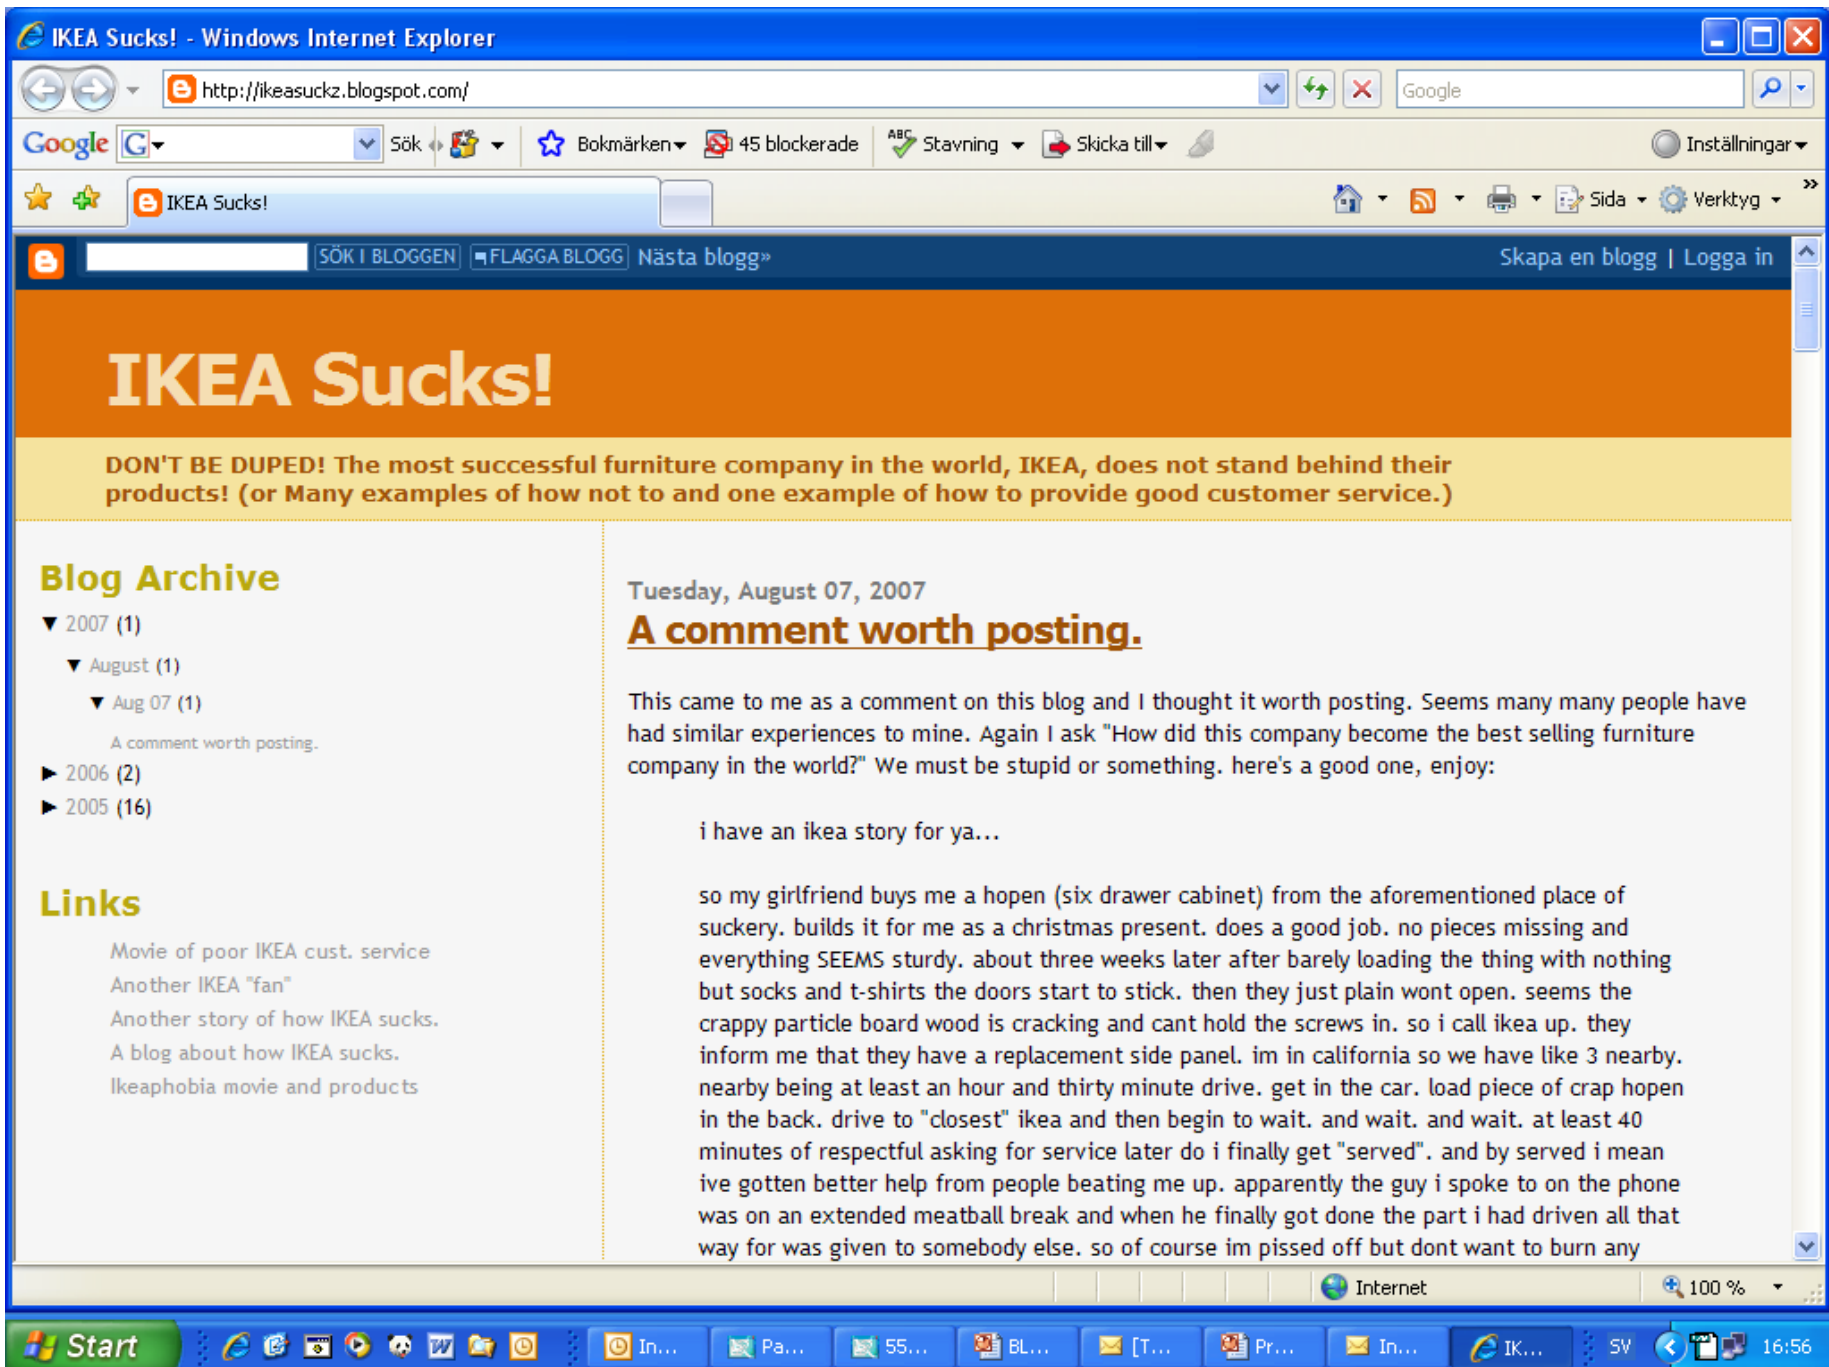 IKEA Sucks! - Windows Internet Explorer
http://ikeasuckz.blogspot.com/
Google
Google G Sök Bokmärken 45 blockerade ABC Stavning Skicka till Inställningar
IKEA Sucks! Sida Verktyg »
SÖK I BLOGGEN FLAGGA BLOGG Nästa blogg» Skapa en blogg | Logga in
IKEA Sucks!
DON'T BE DUPED! The most successful furniture company in the world, IKEA, does not stand behind their
products! (or Many examples of how not to and one example of how to provide good customer service.)
Blog Archive
▼ 2007 (1)
▼ August (1)
▼ Aug 07 (1)
A comment worth posting.
► 2006 (2)
► 2005 (16)
Links
Movie of poor IKEA cust. service
Another IKEA "fan"
Another story of how IKEA sucks.
A blog about how IKEA sucks.
Ikeaphobia movie and products
Tuesday, August 07, 2007
A comment worth posting.
This came to me as a comment on this blog and I thought it worth posting. Seems many many people have
had similar experiences to mine. Again I ask "How did this company become the best selling furniture
company in the world?" We must be stupid or something. here's a good one, enjoy:
i have an ikea story for ya...
so my girlfriend buys me a hopen (six drawer cabinet) from the aforementioned place of
suckery. builds it for me as a christmas present. does a good job. no pieces missing and
everything SEEMS sturdy. about three weeks later after barely loading the thing with nothing
but socks and t-shirts the doors start to stick. then they just plain wont open. seems the
crappy particle board wood is cracking and cant hold the screws in. so i call ikea up. they
inform me that they have a replacement side panel. im in california so we have like 3 nearby.
nearby being at least an hour and thirty minute drive. get in the car. load piece of crap hopen
in the back. drive to "closest" ikea and then begin to wait. and wait. and wait. at least 40
minutes of respectful asking for service later do i finally get "served". and by served i mean
ive gotten better help from people beating me up. apparently the guy i spoke to on the phone
was on an extended meatball break and when he finally got done the part i had driven all that
way for was given to somebody else. so of course im pissed off but dont want to burn any
Internet 100 %
Start In... Pa... 55... BL... [T... Pr... In... IK... SV 16:56